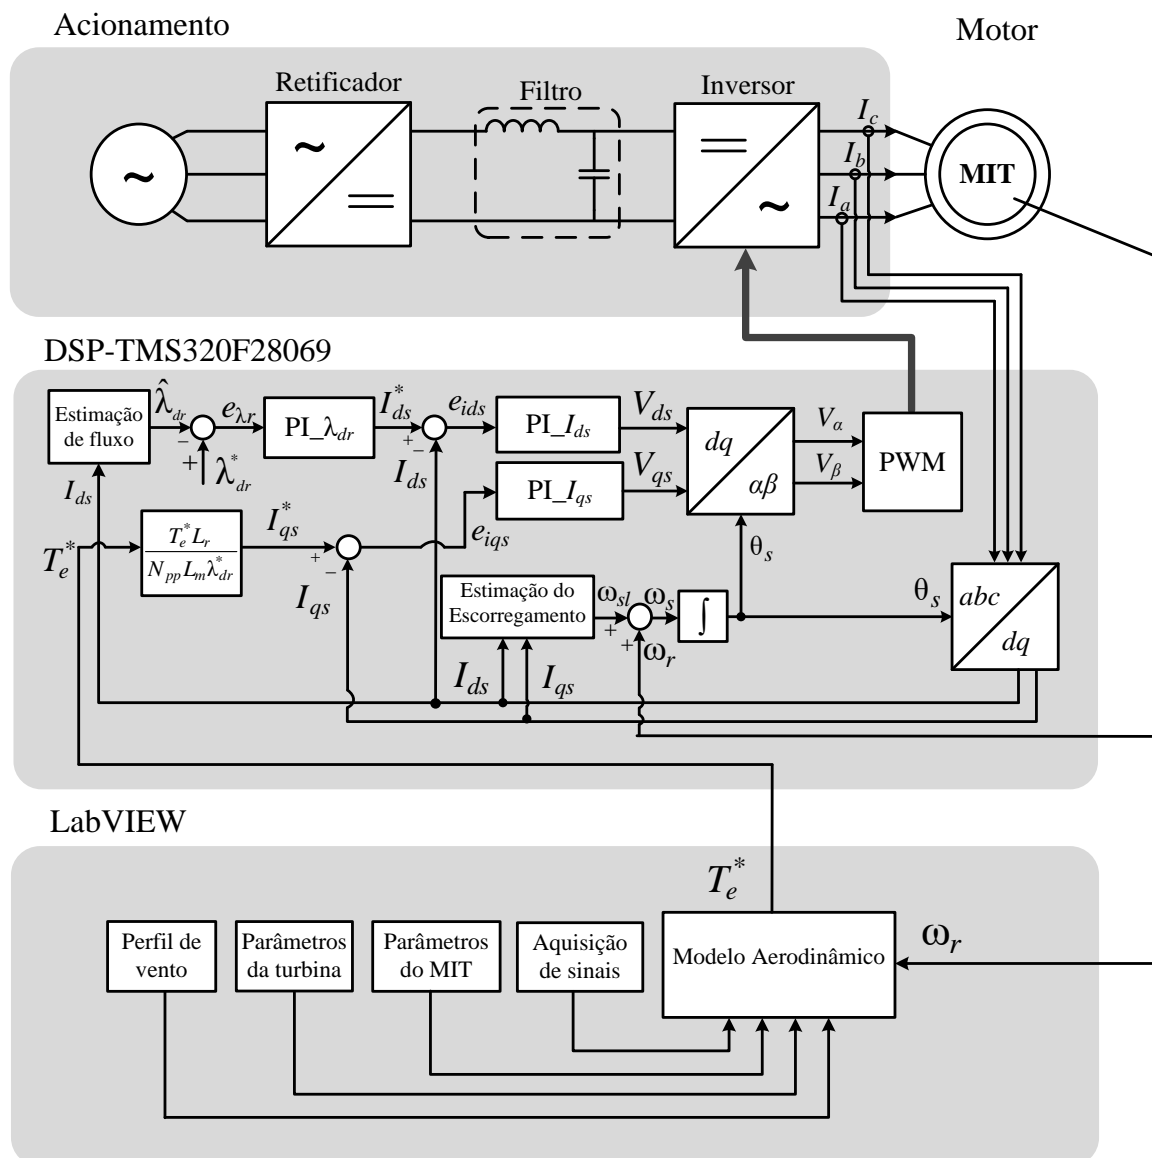 Acionamento
Motor
Retificador
Filtro
Inversor
~
~
~
I_c
I_b
I_a
MIT
DSP-TMS320F28069
Estimação
de fluxo
λ̂_dr
−
+
λ*_dr
e_λr
PI_λ_dr
I*_ds
+
−
I_ds
e_ids
PI_I_ds
V_ds
dq
αβ
V_α
V_β
PWM
PI_I_qs
V_qs
I_ds
T_e^*
T_e^* L_r
N_pp L_m λ*_dr
I*_qs
+
−
I_qs
e_iqs
θ_s
Estimação do
Escorregamento
ω_sl
+
+
ω_s
ω_r
∫
θ_s
abc
dq
I_ds
I_qs
LabVIEW
T_e^*
Perfil de
vento
Parâmetros
da turbina
Parâmetros
do MIT
Aquisição
de sinais
Modelo Aerodinâmico
ω_r